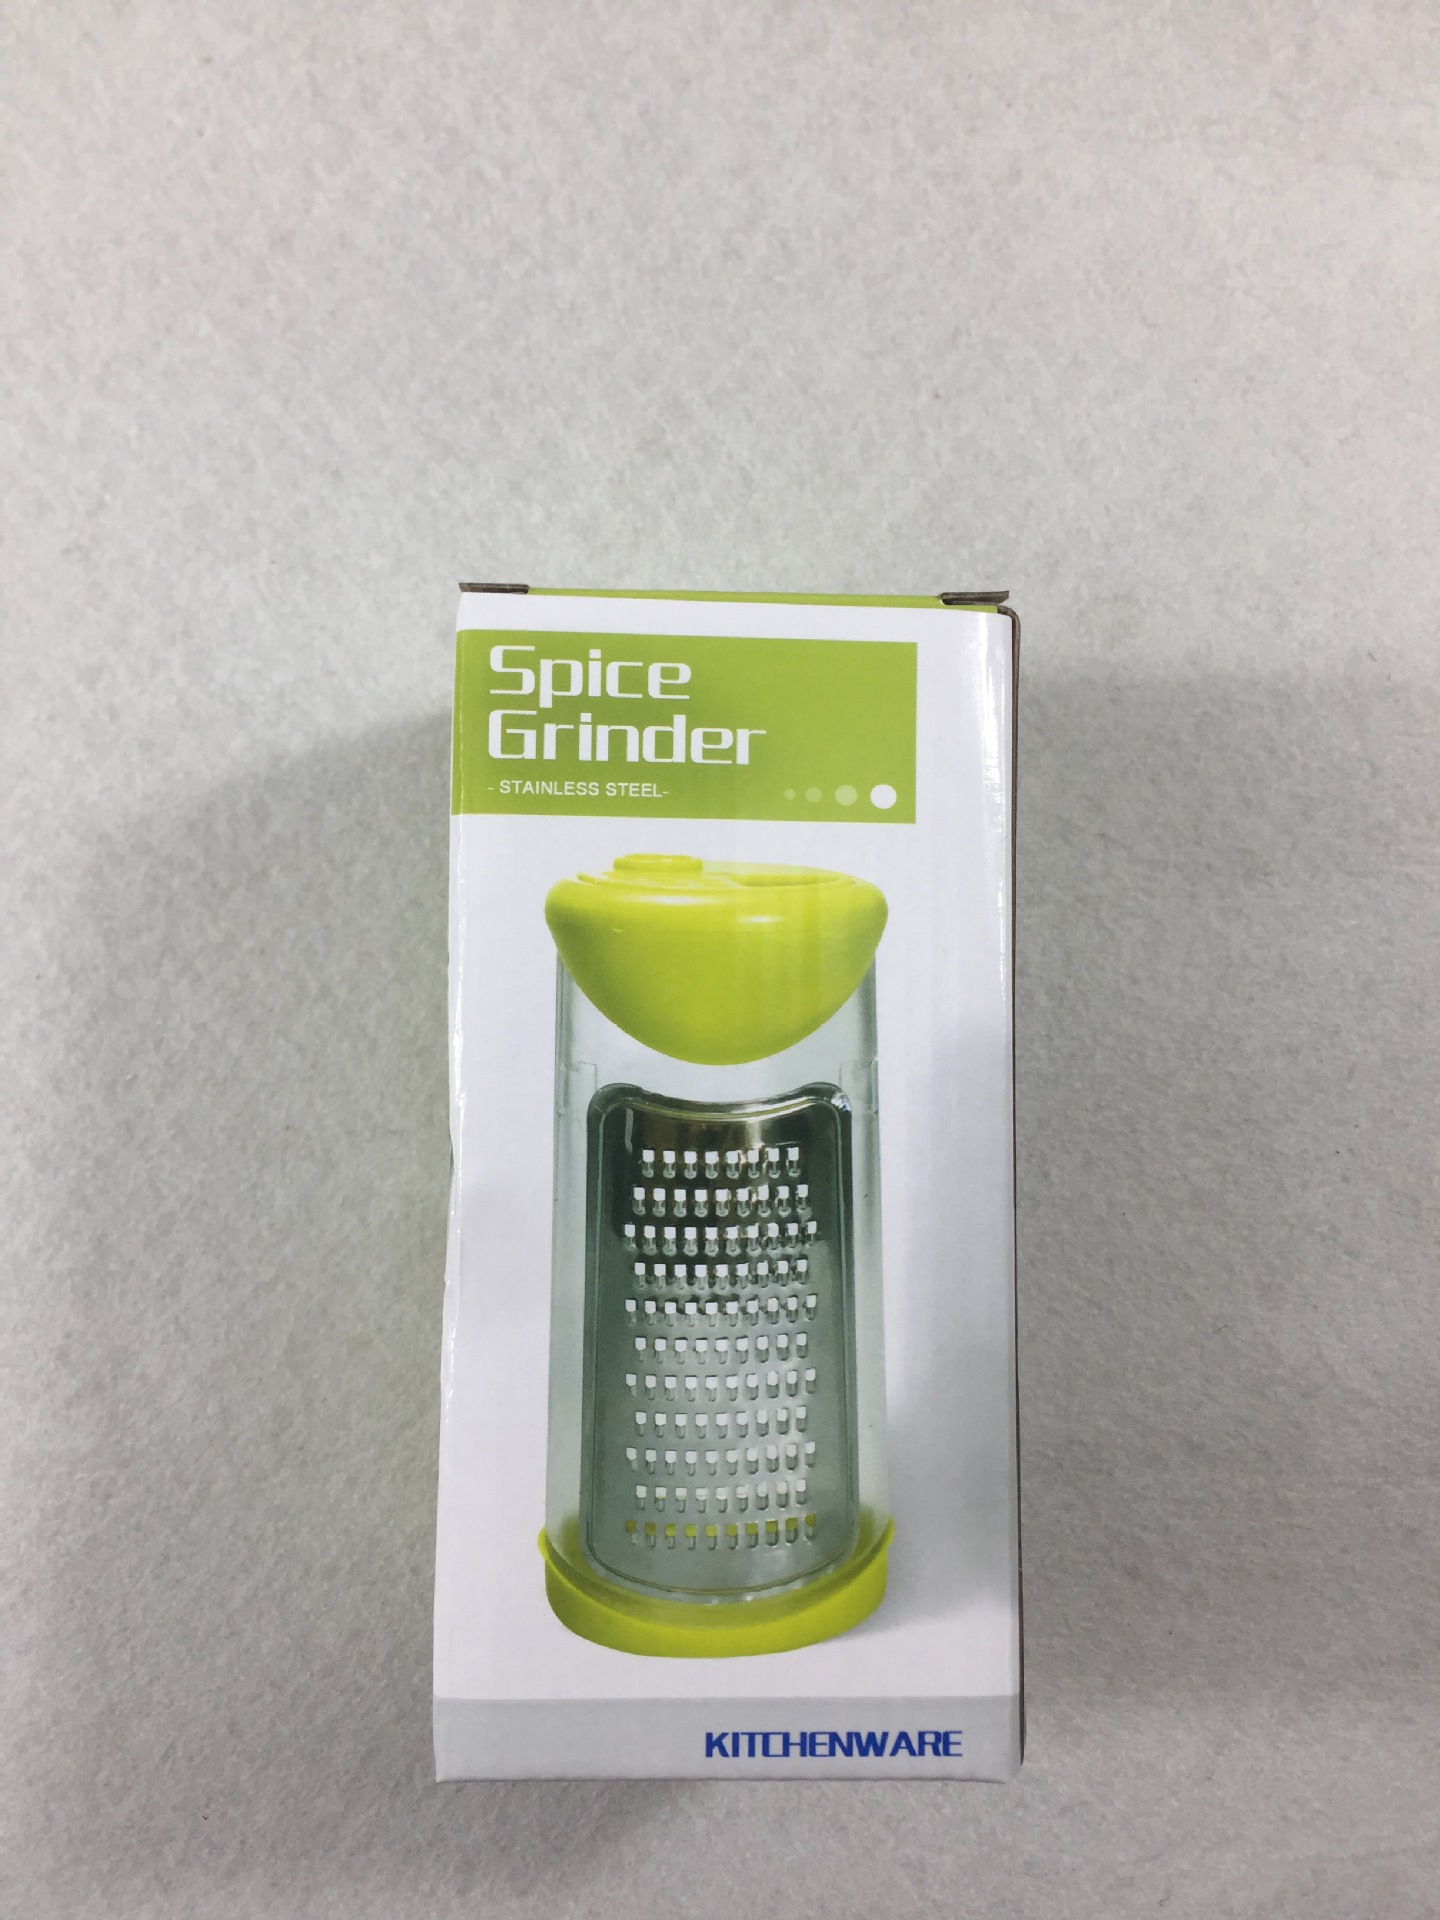 Spice
Grinder
- STAINLESS STEEL-
KITCHENWARE